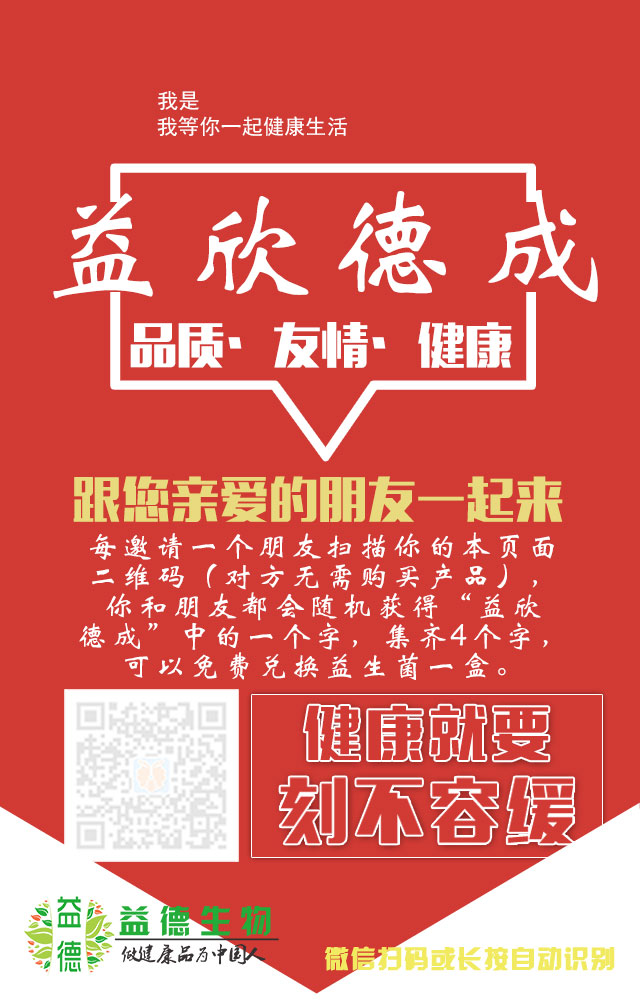 我是
我等你一起健康生活
益欣德成
品质· 友情· 健康
跟您亲爱的朋友一起来
每邀请一个朋友扫描你的本页面
二维码（对方无需购买产品），
你和朋友都会随机获得“益欣
德成”中的一个字，集齐4个字，
可以免费兑换益生菌一盒。
健康就要
刻不容缓
益德
益德生物
做健康品为中国人
微信扫码或长按自动识别